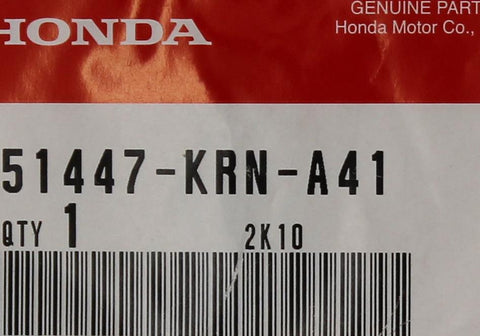 HONDA
GENUINE PART
Honda Motor Co.,
51447-KRN-A41
QTY 1 2K10